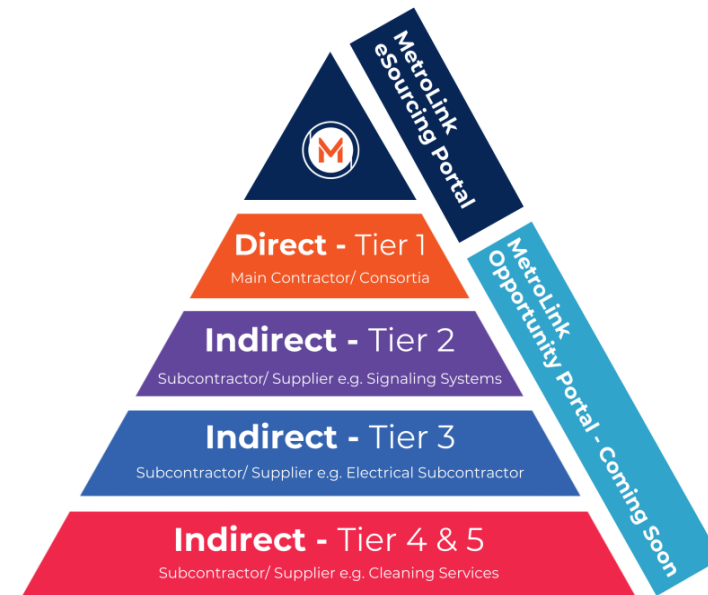 M
Direct - Tier 1
Main Contractor/ Consortia
Indirect - Tier 2
Subcontractor/ Supplier e.g. Signaling Systems
Indirect - Tier 3
Subcontractor/ Supplier e.g. Electrical Subcontractor
Indirect - Tier 4 & 5
Subcontractor/ Supplier e.g. Cleaning Services
MetroLink
eSourcing Portal
MetroLink
Opportunity Portal - Coming Soon